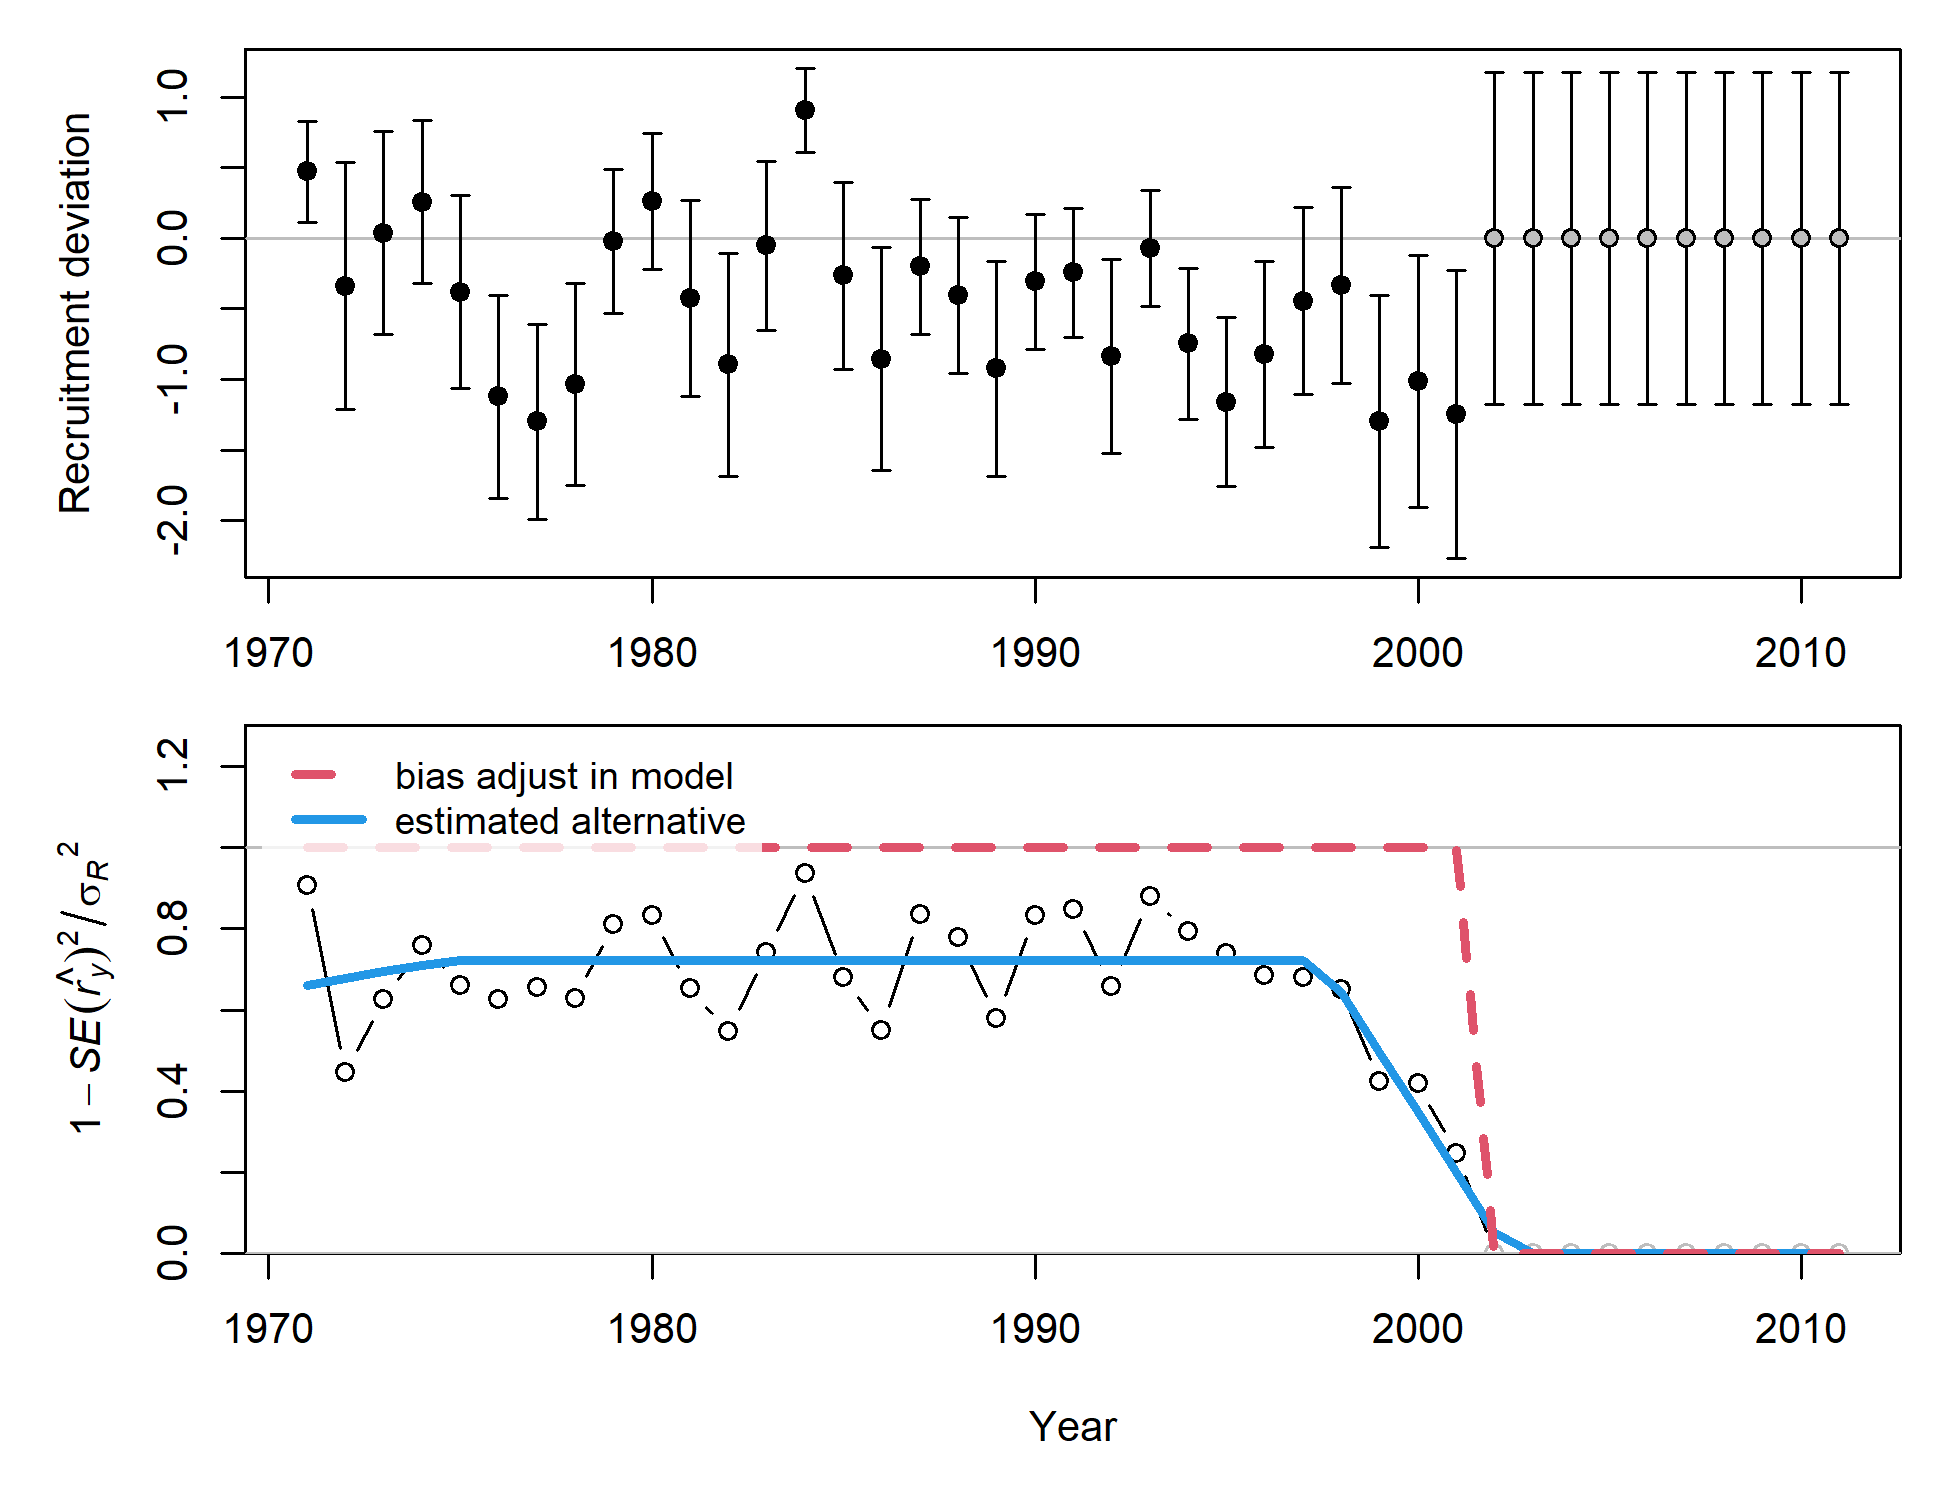 Recruitment deviation
1.0
0.0
-1.0
-2.0
1970 1980 1990 2000 2010
bias adjust in model
estimated alternative
1 − SE(r̂y)² / σR²
1.2
0.8
0.4
0.0
1970 1980 1990 2000 2010
Year